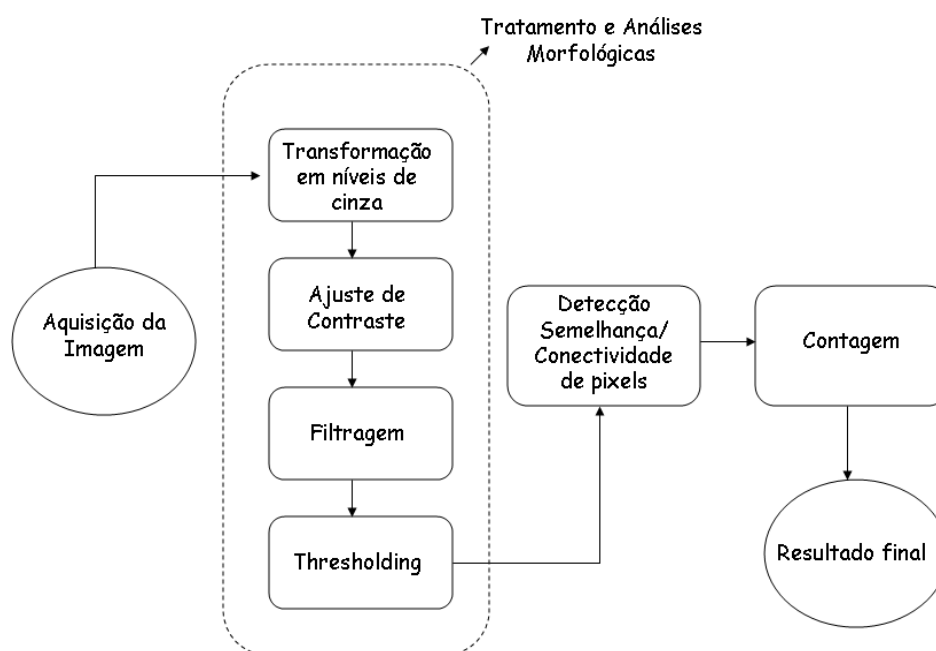 Tratamento e Análises
Morfológicas
Transformação
em níveis de
cinza
Aquisição da
Imagem
Ajuste de
Contraste
Filtragem
Thresholding
Detecção
Semelhança/
Conectividade
de pixels
Contagem
Resultado final